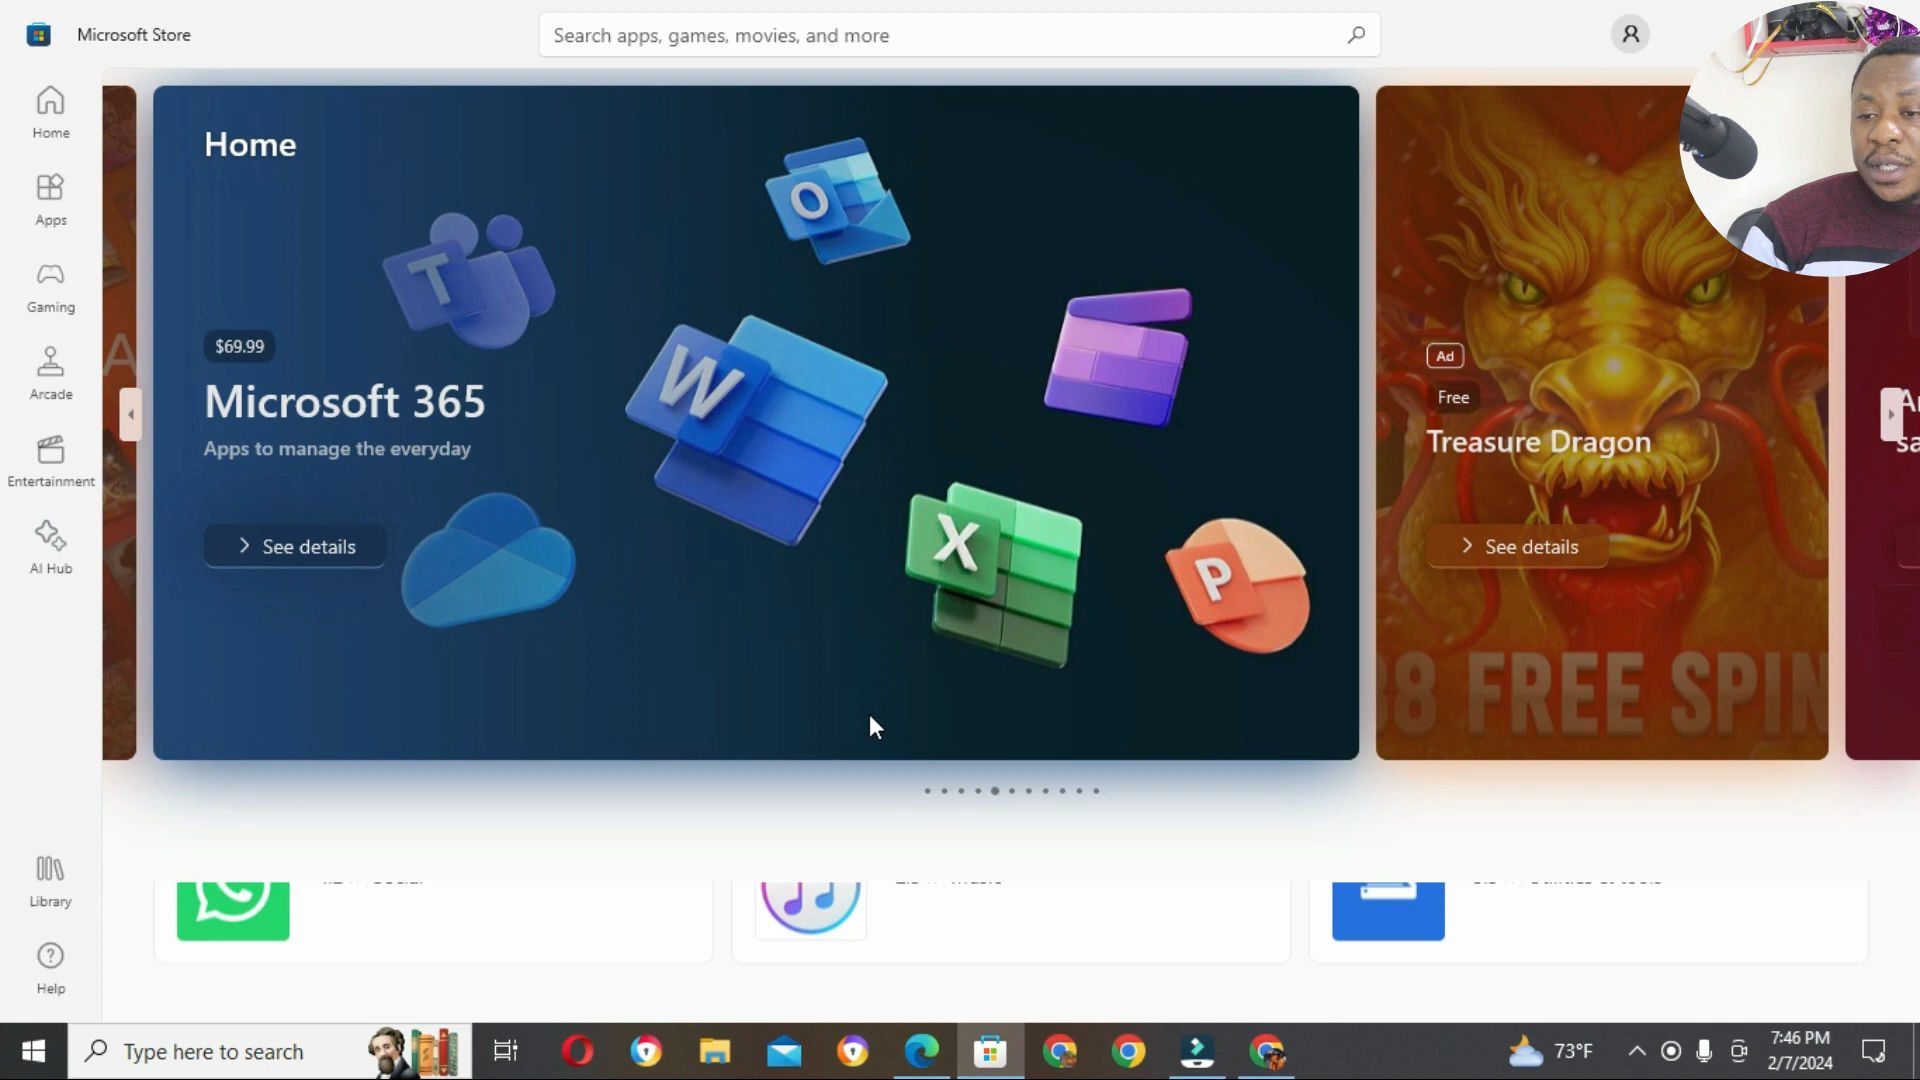 Microsoft Store
Search apps, games, movies, and more
Home
Apps
Gaming
Arcade
Entertainment
AI Hub
Library
Help
Home
$69.99
Microsoft 365
Apps to manage the everyday
See details
T
O
W
X
P
Ad
Free
Treasure Dragon
See details
8 FREE SPIN
Type here to search
73°F
7:46 PM
2/7/2024